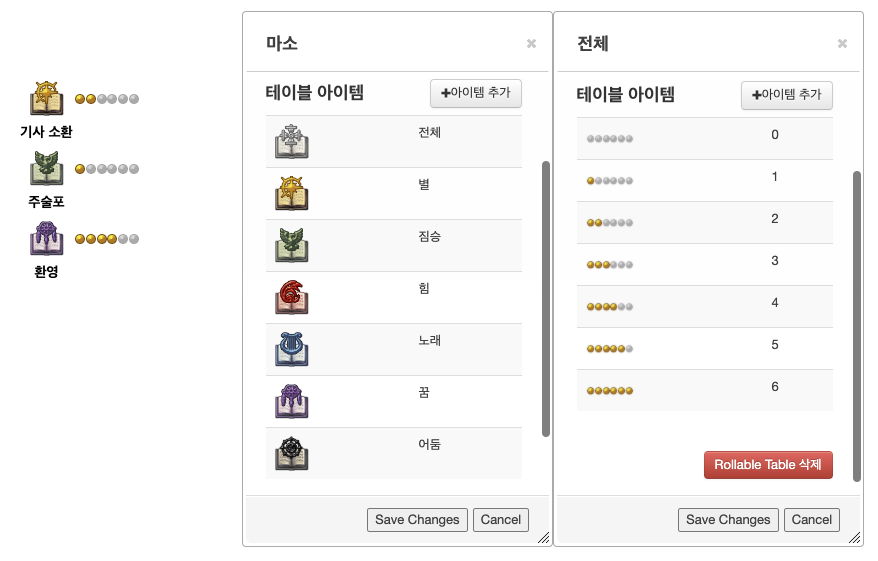 기사 소환
주술포
환영
마소
×
테이블 아이템
+아이템 추가
전체
별
짐승
힘
노래
꿈
어둠
Save Changes
Cancel
전체
×
테이블 아이템
+아이템 추가
0
1
2
3
4
5
6
Rollable Table 삭제
Save Changes
Cancel